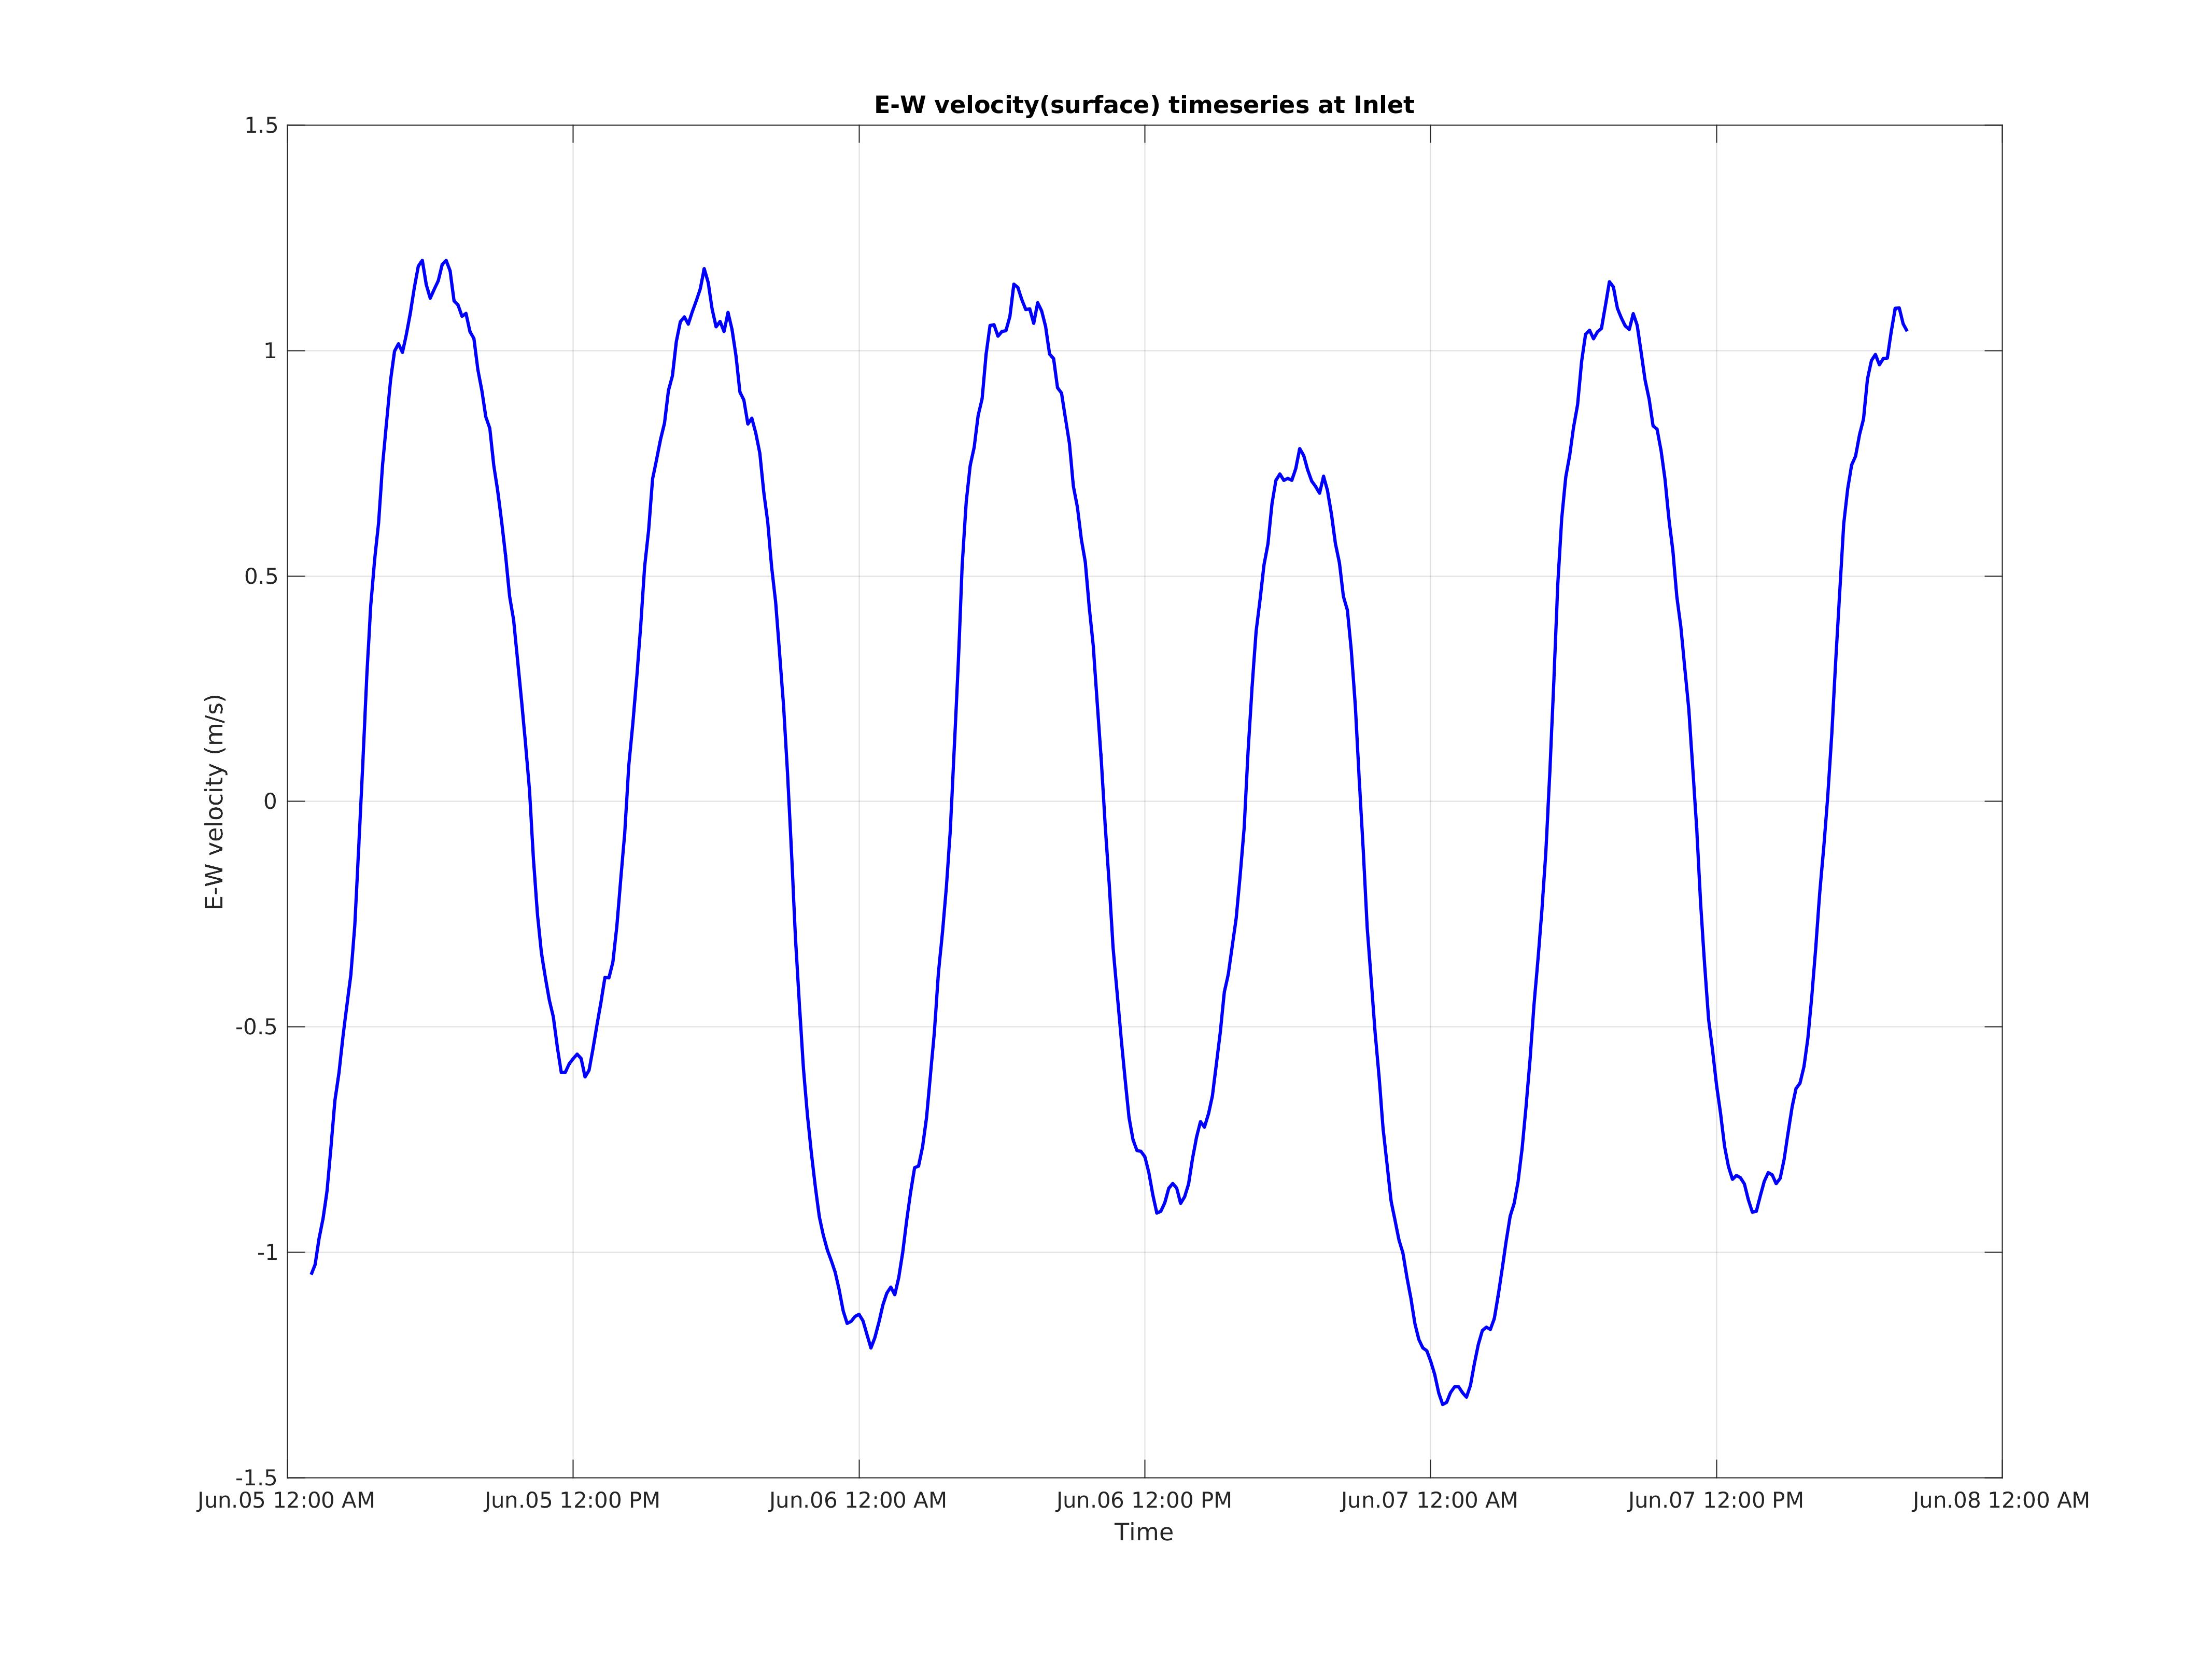 E-W velocity(surface) timeseries at Inlet
1.5
1
0.5
0
-0.5
-1
-1.5
E-W velocity (m/s)
Jun.05 12:00 AM Jun.05 12:00 PM Jun.06 12:00 AM Jun.06 12:00 PM Jun.07 12:00 AM Jun.07 12:00 PM Jun.08 12:00 AM
Time